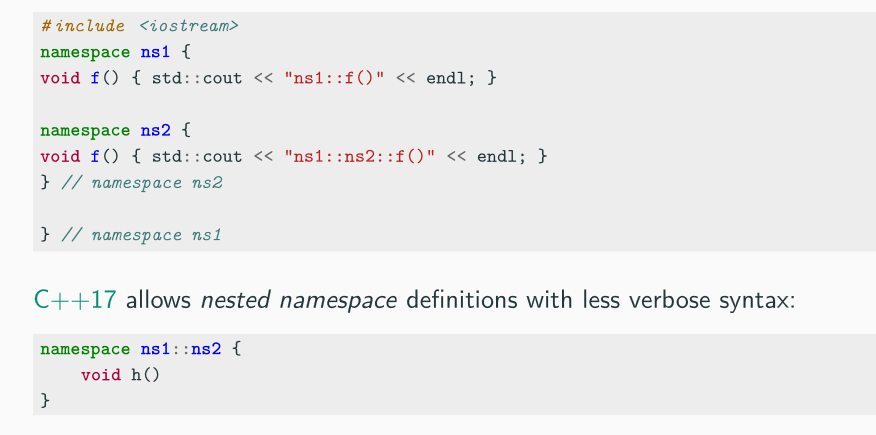 #include <iostream>
namespace ns1 {
void f() { std::cout << "ns1::f()" << endl; }
namespace ns2 {
void f() { std::cout << "ns1::ns2::f()" << endl; }
} // namespace ns2
} // namespace ns1
C++17 allows nested namespace definitions with less verbose syntax:
namespace ns1::ns2 {
    void h()
}